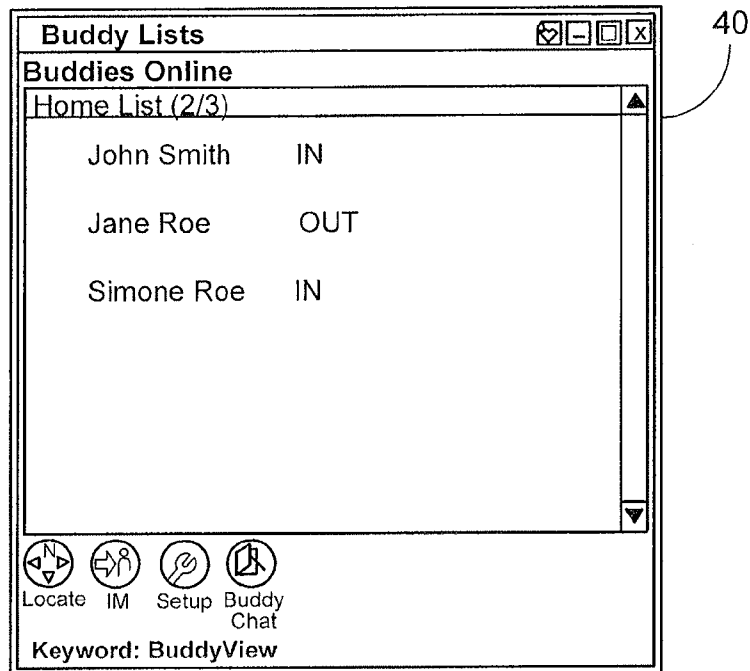 Buddy Lists
40
Buddies Online
Home List (2/3)
John Smith IN
Jane Roe OUT
Simone Roe IN
N
Locate IM Setup Buddy
Chat
Keyword: BuddyView